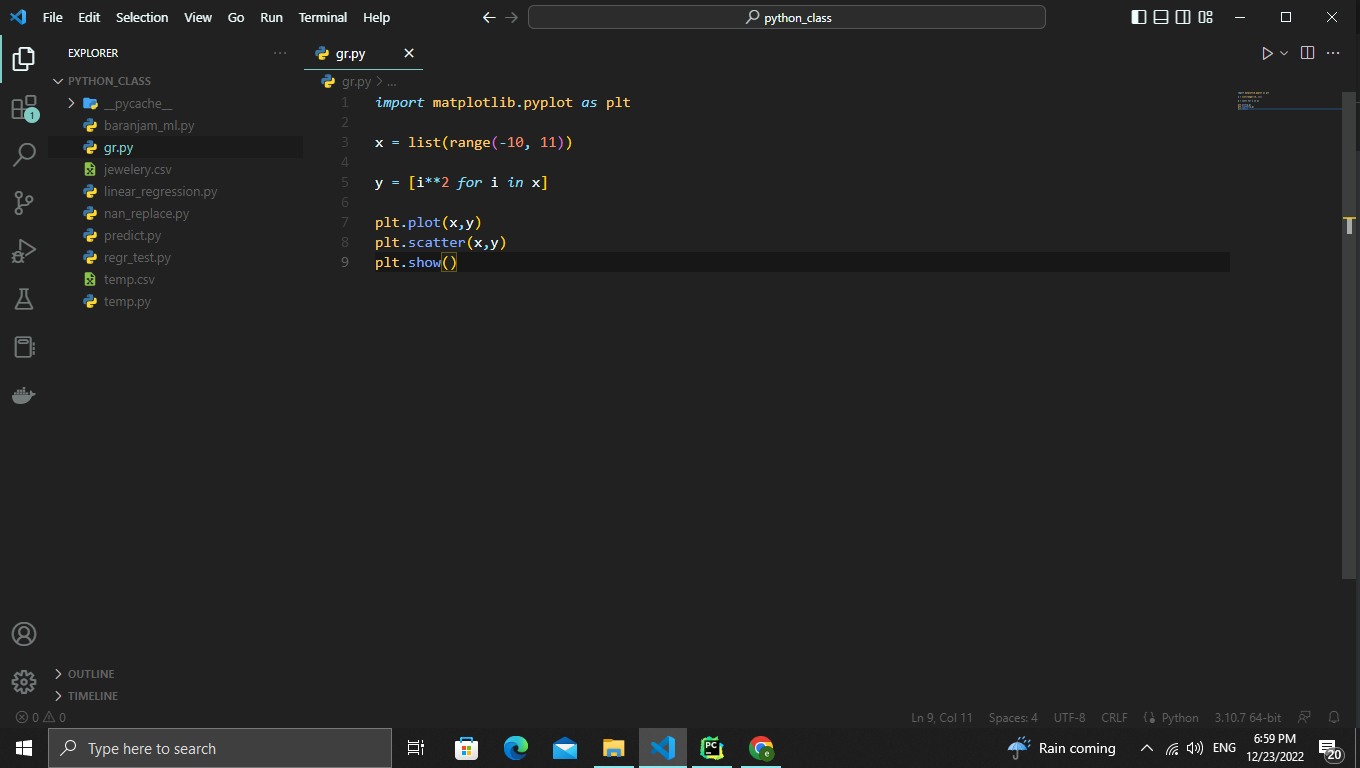 File Edit Selection View Go Run Terminal Help
python_class
EXPLORER
gr.py
PYTHON_CLASS
gr.py > ...
__pycache__
baranjam_ml.py
gr.py
jewelery.csv
linear_regression.py
nan_replace.py
predict.py
regr_test.py
temp.csv
temp.py
1 import matplotlib.pyplot as plt
2
3 x = list(range(-10, 11))
4
5 y = [i**2 for i in x]
6
7 plt.plot(x,y)
8 plt.scatter(x,y)
9 plt.show()
1
OUTLINE
TIMELINE
0 0
Ln 9, Col 11 Spaces: 4 UTF-8 CRLF Python 3.10.7 64-bit
Type here to search
PC
Rain coming
ENG
6:59 PM
12/23/2022
20